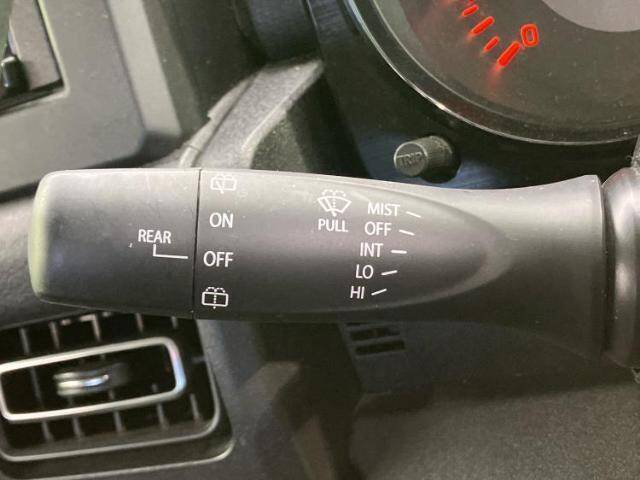 TRIP
REAR
ON
OFF
PULL
MIST
OFF
INT
LO
HI